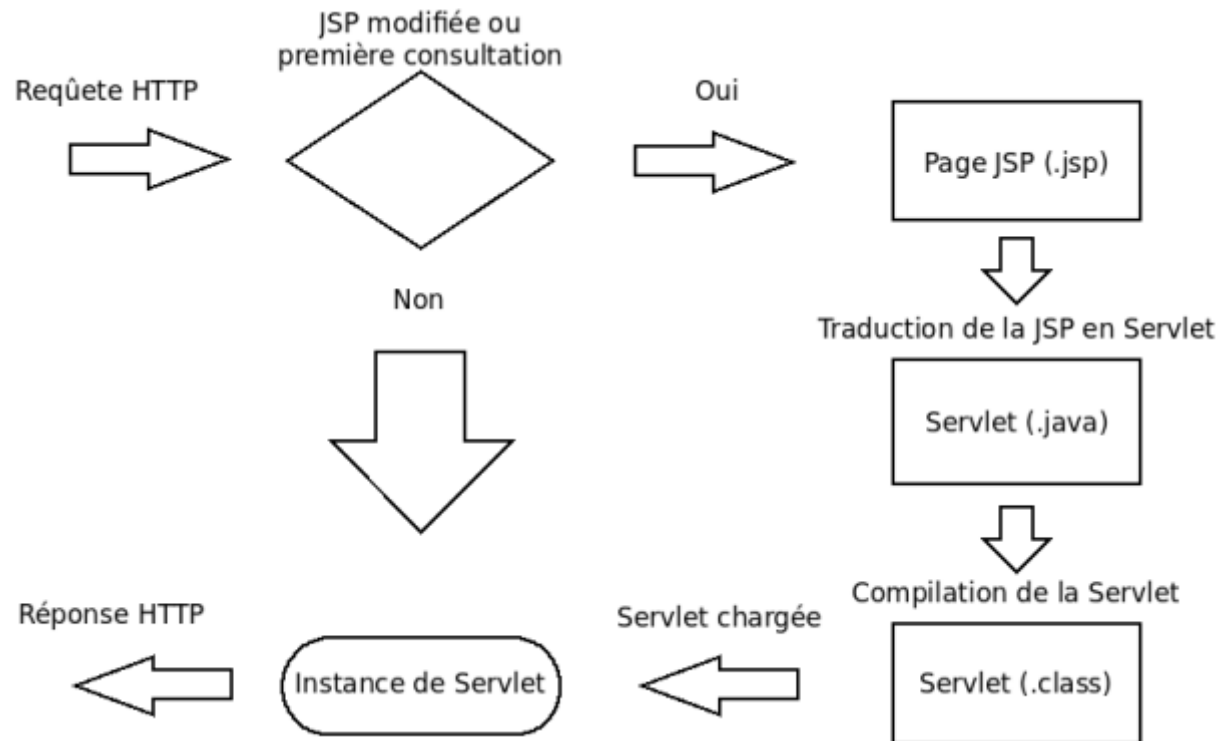 JSP modifiée ou
première consultation
Reqûete HTTP
Oui
Page JSP (.jsp)
Non
Traduction de la JSP en Servlet
Servlet (.java)
Compilation de la Servlet
Réponse HTTP
Servlet chargée
Instance de Servlet
Servlet (.class)